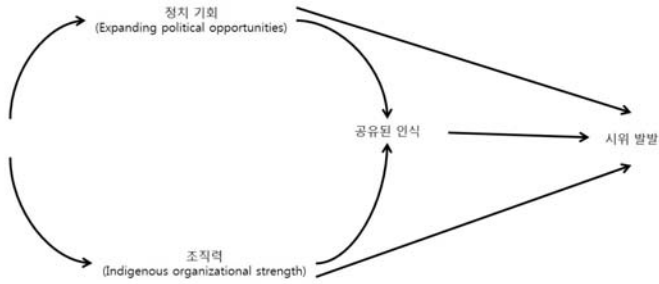 정치 기회
(Expanding political opportunities)
공유된 인식
시위 발발
조직력
(Indigenous organizational strength)